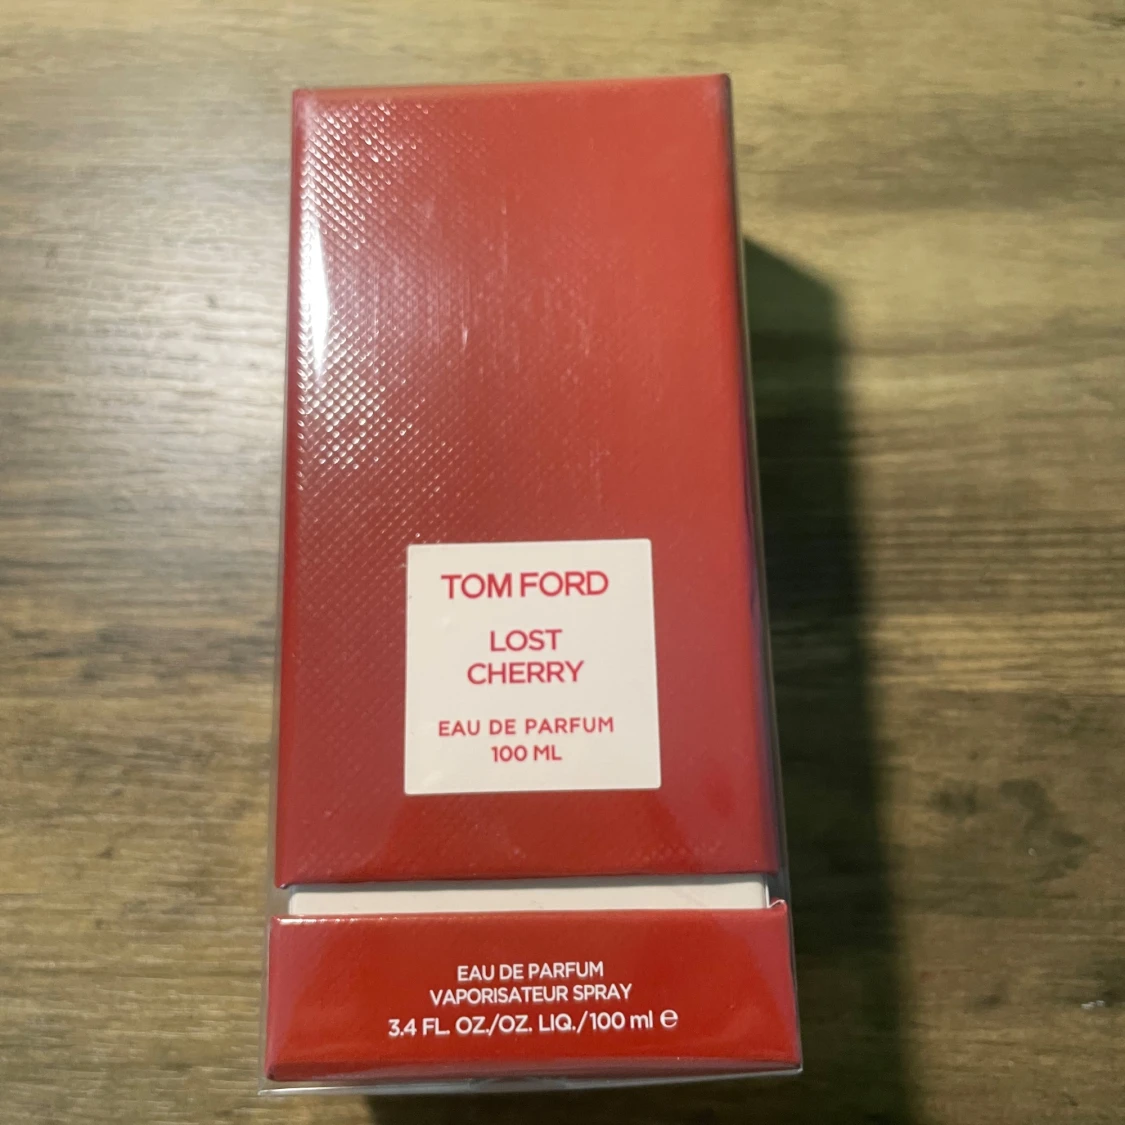 TOM FORD
LOST
CHERRY
EAU DE PARFUM
100 ML
EAU DE PARFUM
VAPORISATEUR SPRAY
3.4 FL. OZ./OZ. LIQ./100 ml ℮